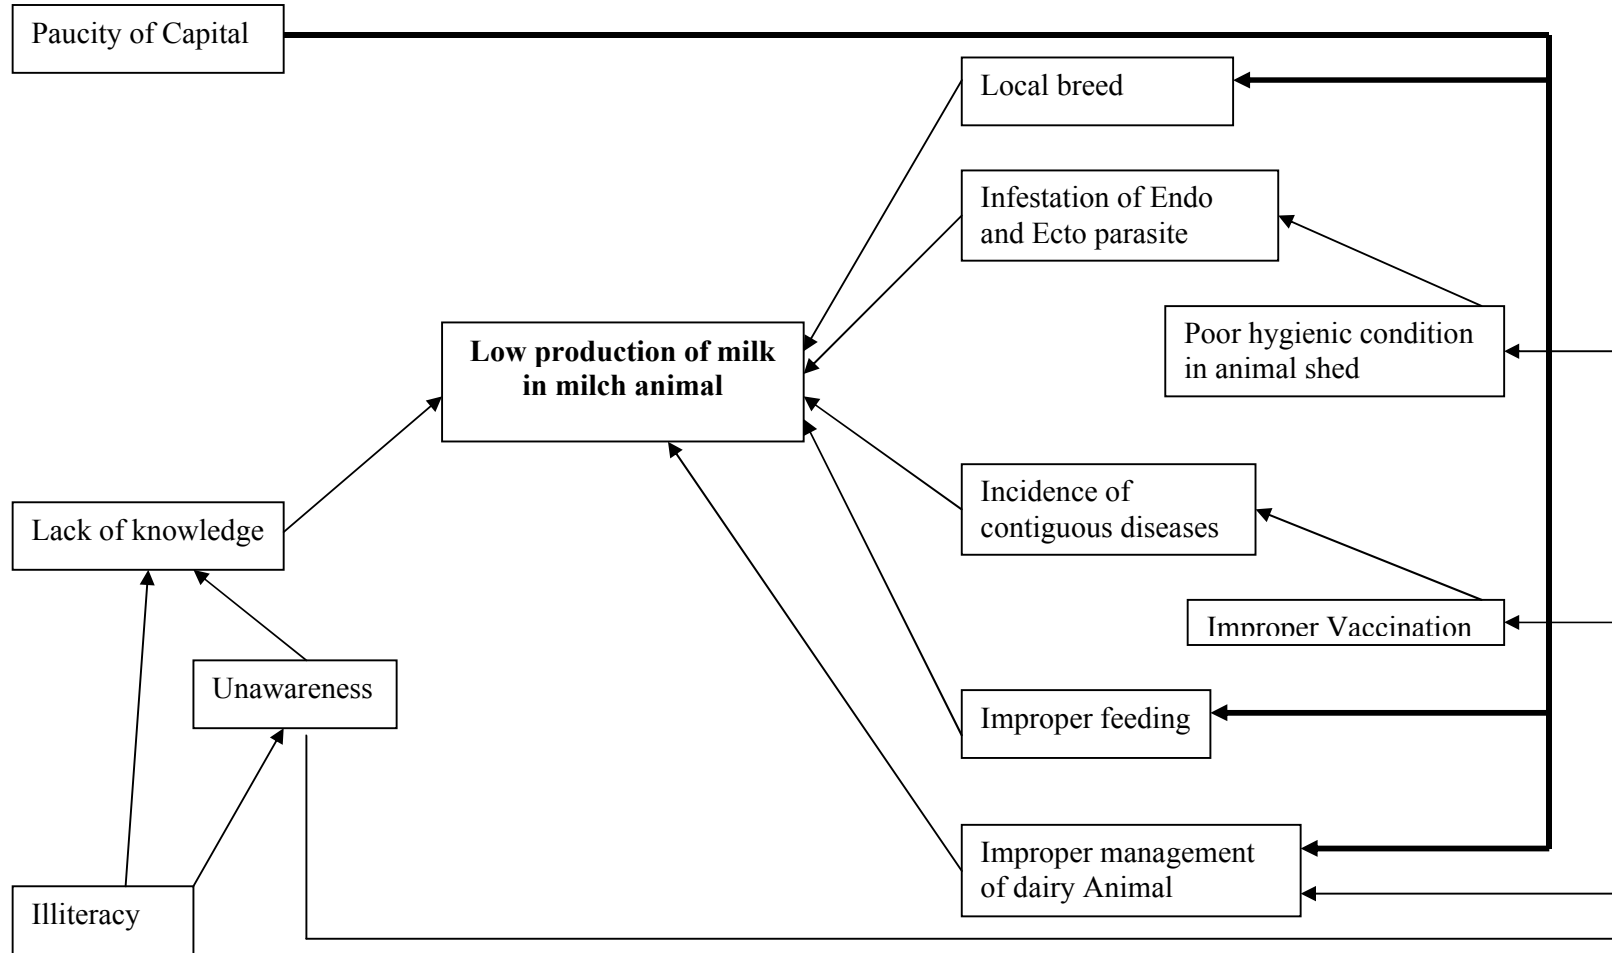 Paucity of Capital
Local breed
Infestation of Endo
and Ecto parasite
Poor hygienic condition
in animal shed
Low production of milk
in milch animal
Incidence of
contiguous diseases
Lack of knowledge
Improper Vaccination
Unawareness
Improper feeding
Improper management
of dairy Animal
Illiteracy